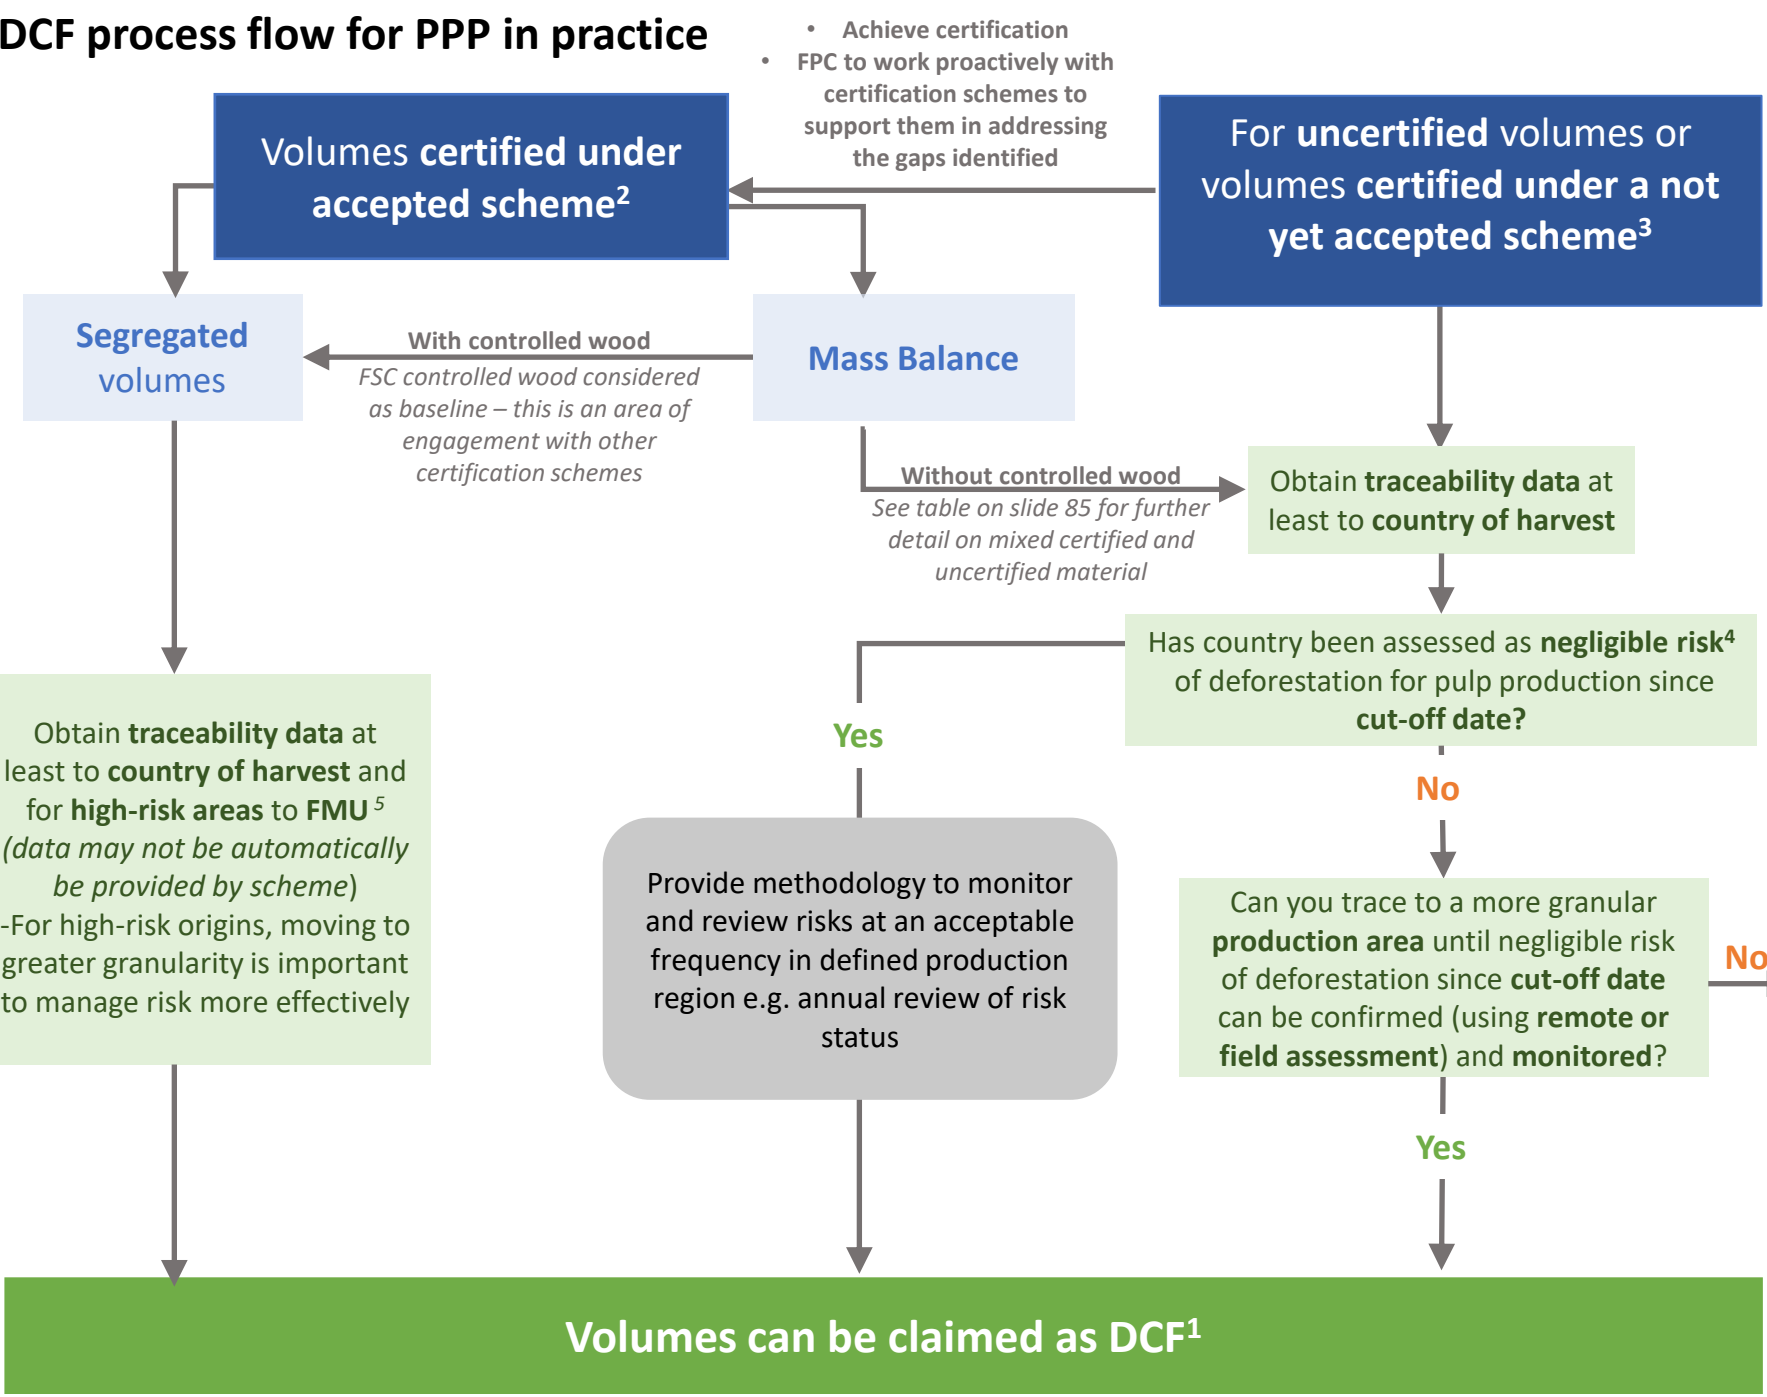 DCF process flow for PPP in practice
• Achieve certification
• FPC to work proactively with
certification schemes to
support them in addressing
the gaps identified
Volumes certified under
accepted scheme²
For uncertified volumes or
volumes certified under a not
yet accepted scheme³
Segregated
volumes
With controlled wood
FSC controlled wood considered
as baseline – this is an area of
engagement with other
certification schemes
Mass Balance
Without controlled wood
See table on slide 85 for further
detail on mixed certified and
uncertified material
Obtain traceability data at
least to country of harvest
Has country been assessed as negligible risk⁴
of deforestation for pulp production since
cut-off date?
Yes
No
Obtain traceability data at
least to country of harvest and
for high-risk areas to FMU ⁵
(data may not be automatically
be provided by scheme)
-For high-risk origins, moving to
greater granularity is important
to manage risk more effectively
Provide methodology to monitor
and review risks at an acceptable
frequency in defined production
region e.g. annual review of risk
status
Can you trace to a more granular
production area until negligible risk
of deforestation since cut-off date
can be confirmed (using remote or
field assessment) and monitored?
No
Yes
Volumes can be claimed as DCF¹